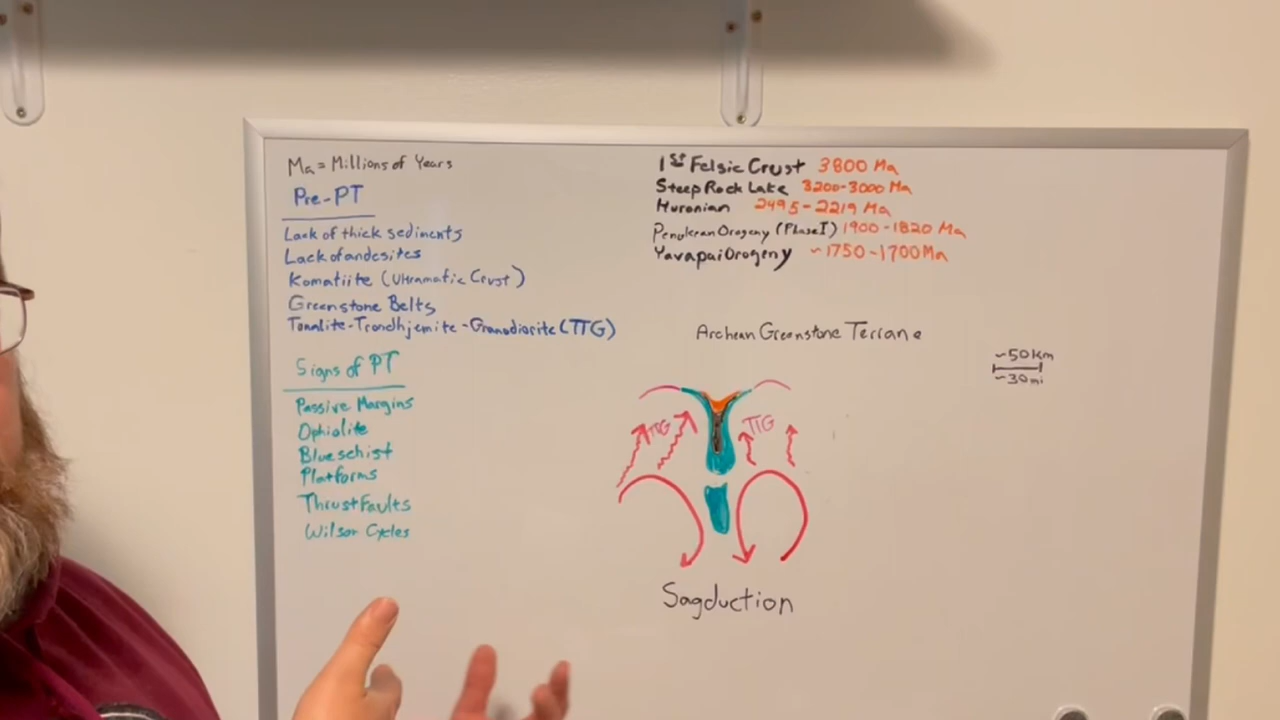 Ma = Millions of Years
Pre-PT
Lack of thick sediments
Lack of andesites
Komatiite (Ultramafic Crust)
Greenstone Belts
Tonalite-Trondhjemite-Granodiorite (TTG)
Signs of PT
Passive Margins
Ophiolite
Blueschist
Platforms
Thrust Faults
Wilson Cycles
1st Felsic Crust 3800 Ma
Steep Rock Lake 3200-3000 Ma
Huronian 2495-2219 Ma
Penokean Orogeny (Phase I) 1900-1820 Ma
Yavapai Orogeny ~1750-1700 Ma
Archean Greenstone Terrane
~50 km
~30 mi
TTG
TTG
Sagduction